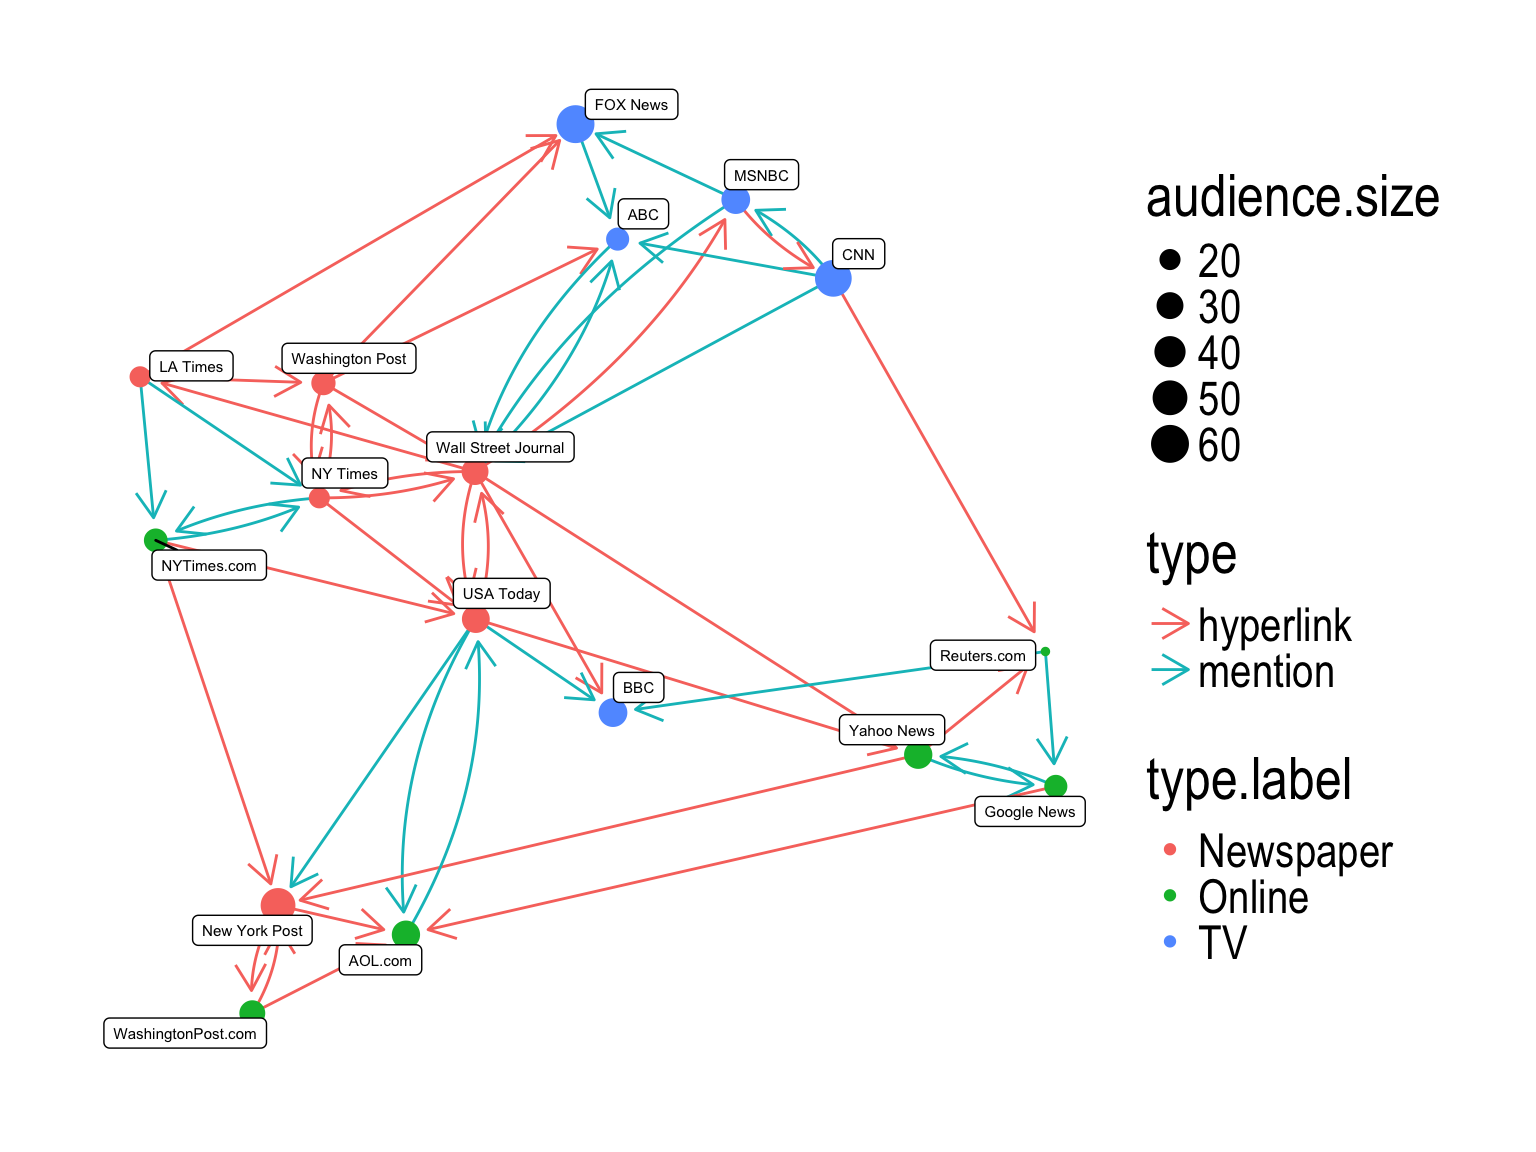 FOX News
MSNBC
ABC
CNN
Washington Post
LA Times
Wall Street Journal
NY Times
NYTimes.com
USA Today
Reuters.com
BBC
Yahoo News
Google News
New York Post
AOL.com
WashingtonPost.com
audience.size
20
30
40
50
60
type
hyperlink
mention
type.label
Newspaper
Online
TV